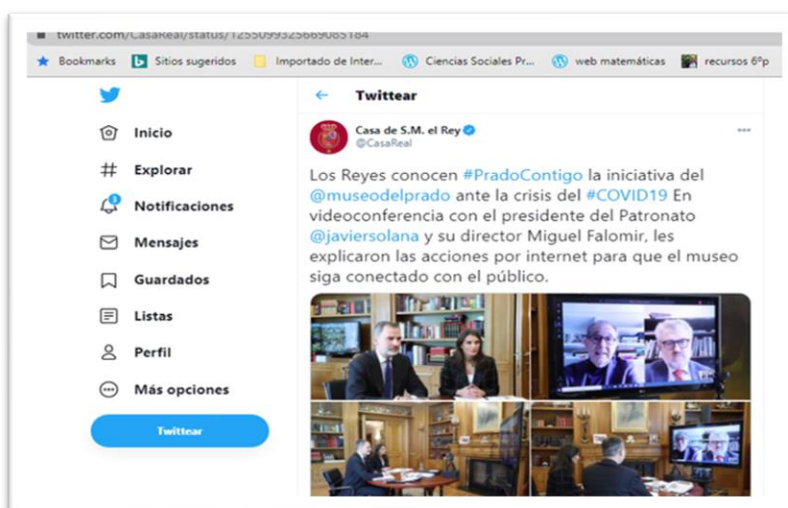 twitter.com/CasaReal/status/1255099325669085184
Bookmarks Sitios sugeridos Importado de Inter... Ciencias Sociales Pr... web matemáticas recursos 6ºp
Twittear
Inicio
Explorar
3
Notificaciones
Mensajes
Guardados
Listas
Perfil
Más opciones
Twittear
Casa de S.M. el Rey
@CasaReal
Los Reyes conocen #PradoContigo la iniciativa del
@museodelprado ante la crisis del #COVID19 En
videoconferencia con el presidente del Patronato
@javiersolana y su director Miguel Falomir, les
explicaron las acciones por internet para que el museo
siga conectado con el público.